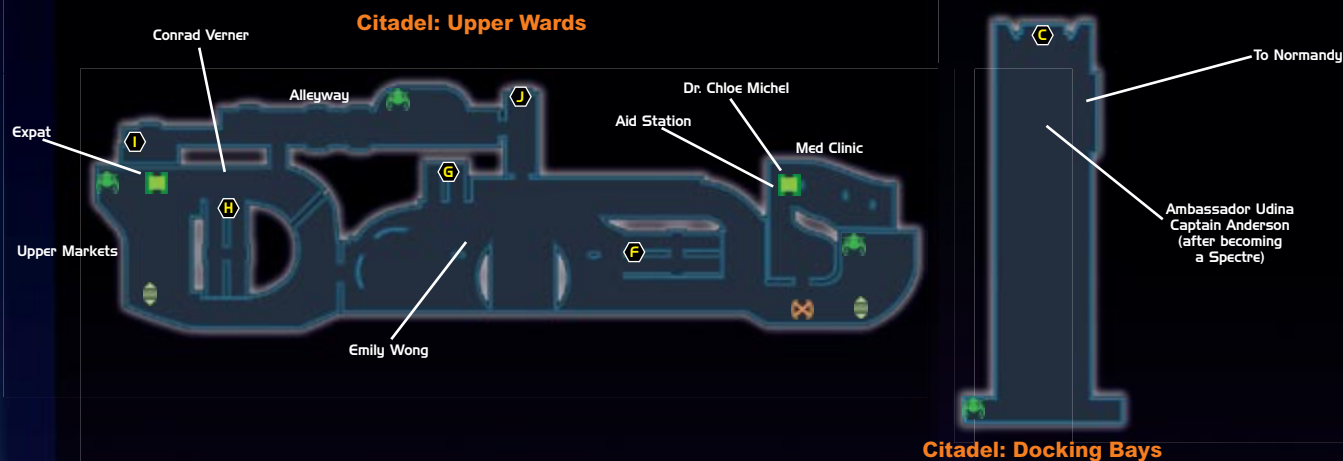 Citadel: Upper Wards
Conrad Verner
Alleyway
J
C
To Normandy
Dr. Chloe Michel
Aid Station
Med Clinic
Expat
I
G
H
Upper Markets
F
Ambassador Udina
Captain Anderson
(after becoming
a Spectre)
Emily Wong
Citadel: Docking Bays